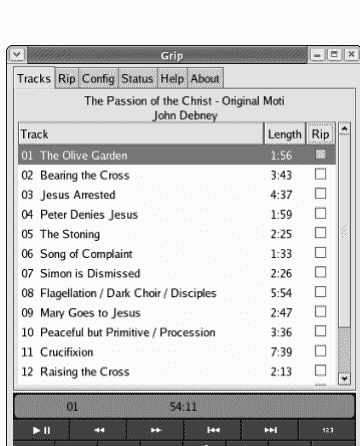 Grip
Tracks Rip Config Status Help About
The Passion of the Christ - Original Moti
John Debney
Track Length Rip
01 The Olive Garden 1:56
02 Bearing the Cross 3:43
03 Jesus Arrested 4:37
04 Peter Denies Jesus 1:59
05 The Stoning 2:25
06 Song of Complaint 1:33
07 Simon is Dismissed 2:26
08 Flagellation / Dark Choir / Disciples 5:54
09 Mary Goes to Jesus 2:47
10 Peaceful but Primitive / Procession 3:36
11 Crucifixion 7:39
12 Raising the Cross 2:13
01 54:11
123